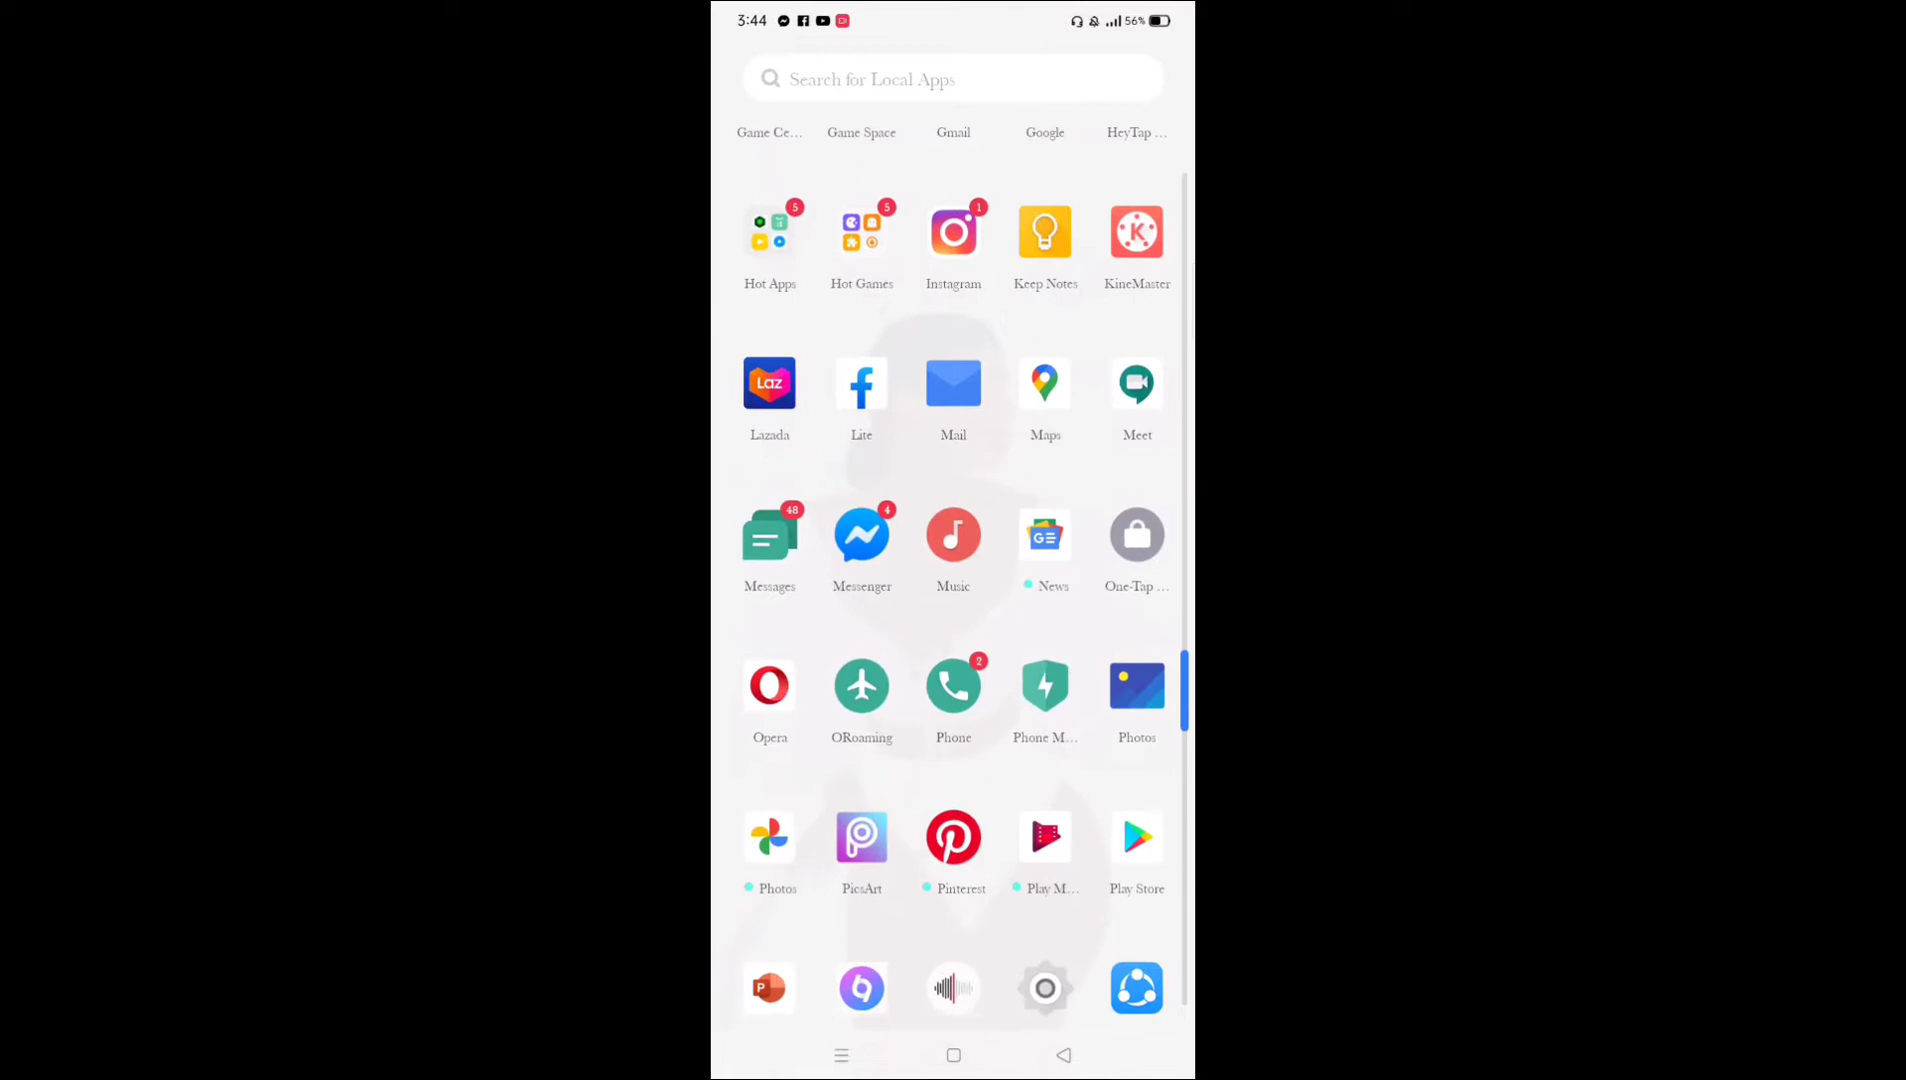 3:44
56%
Search for Local Apps
Game Ce... Game Space Gmail Google HeyTap ...
5 5 1
Hot Apps Hot Games Instagram Keep Notes KineMaster
Laz
Lazada Lite Mail Maps Meet
48 4
GE
Messages Messenger Music News One-Tap ...
2
Opera ORoaming Phone Phone M... Photos
Photos PicsArt Pinterest Play M... Play Store
P